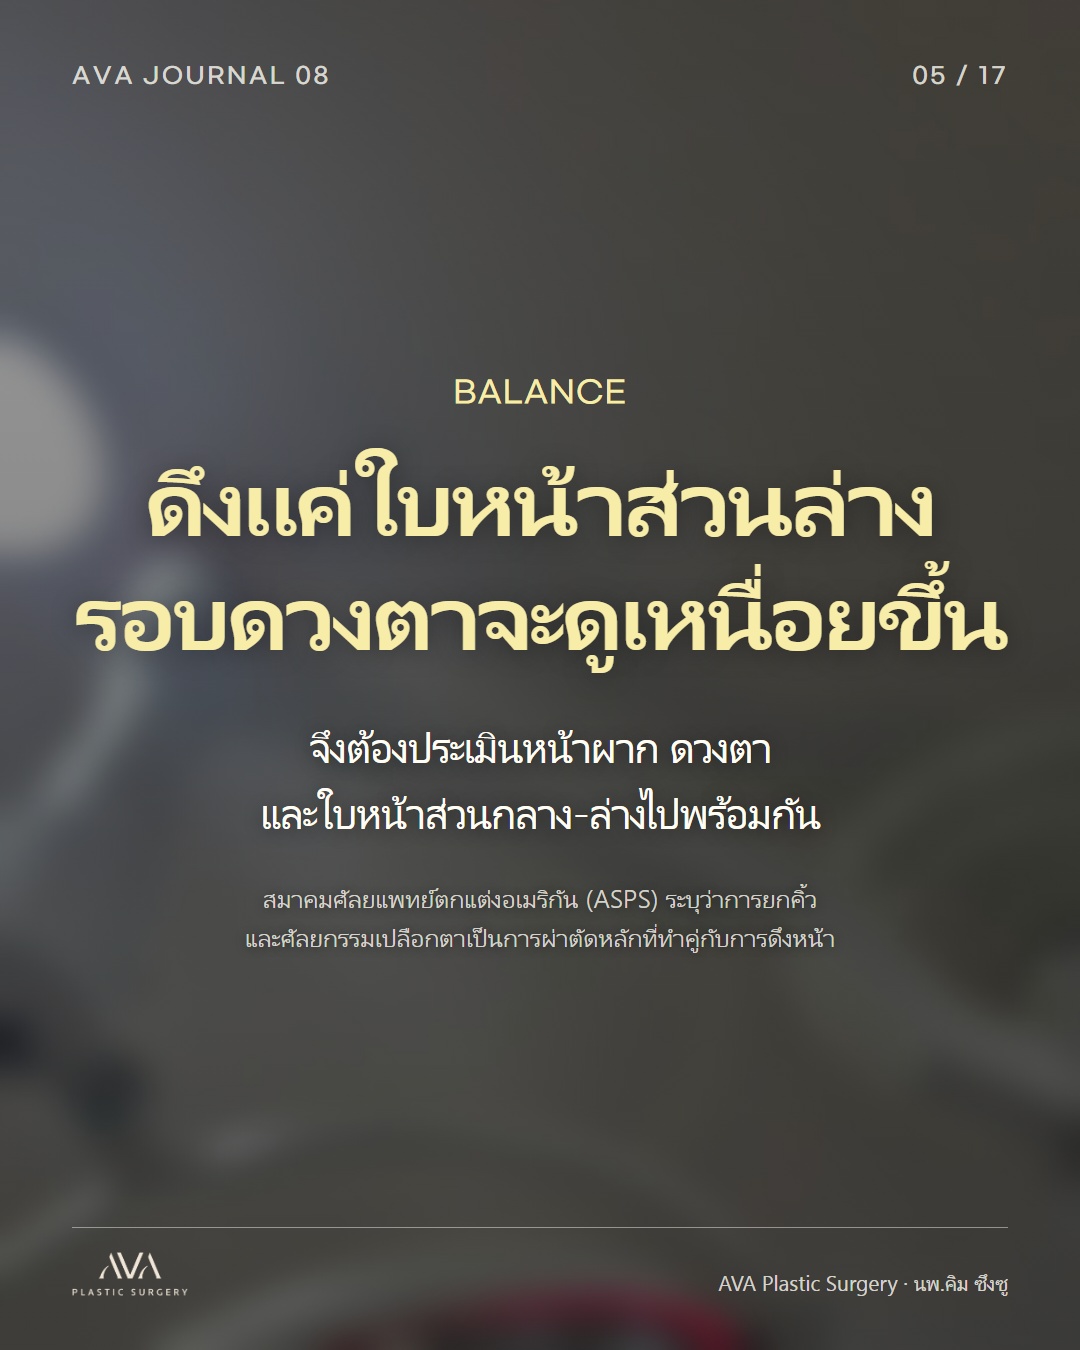 AVA JOURNAL 08
05 / 17
BALANCE
ดึงแค่ใบหน้าส่วนล่าง
รอบดวงตาจะดูเหนื่อยขึ้น
จึงต้องประเมินหน้าผาก ดวงตา
และใบหน้าส่วนกลาง-ล่างไปพร้อมกัน
สมาคมศัลยแพทย์ตกแต่งอเมริกัน (ASPS) ระบุว่าการยกคิ้ว
และศัลยกรรมเปลือกตาเป็นการผ่าตัดหลักที่ทำคู่กับการดึงหน้า
AVA
PLASTIC SURGERY
AVA Plastic Surgery · นพ.คิม ซึงซู